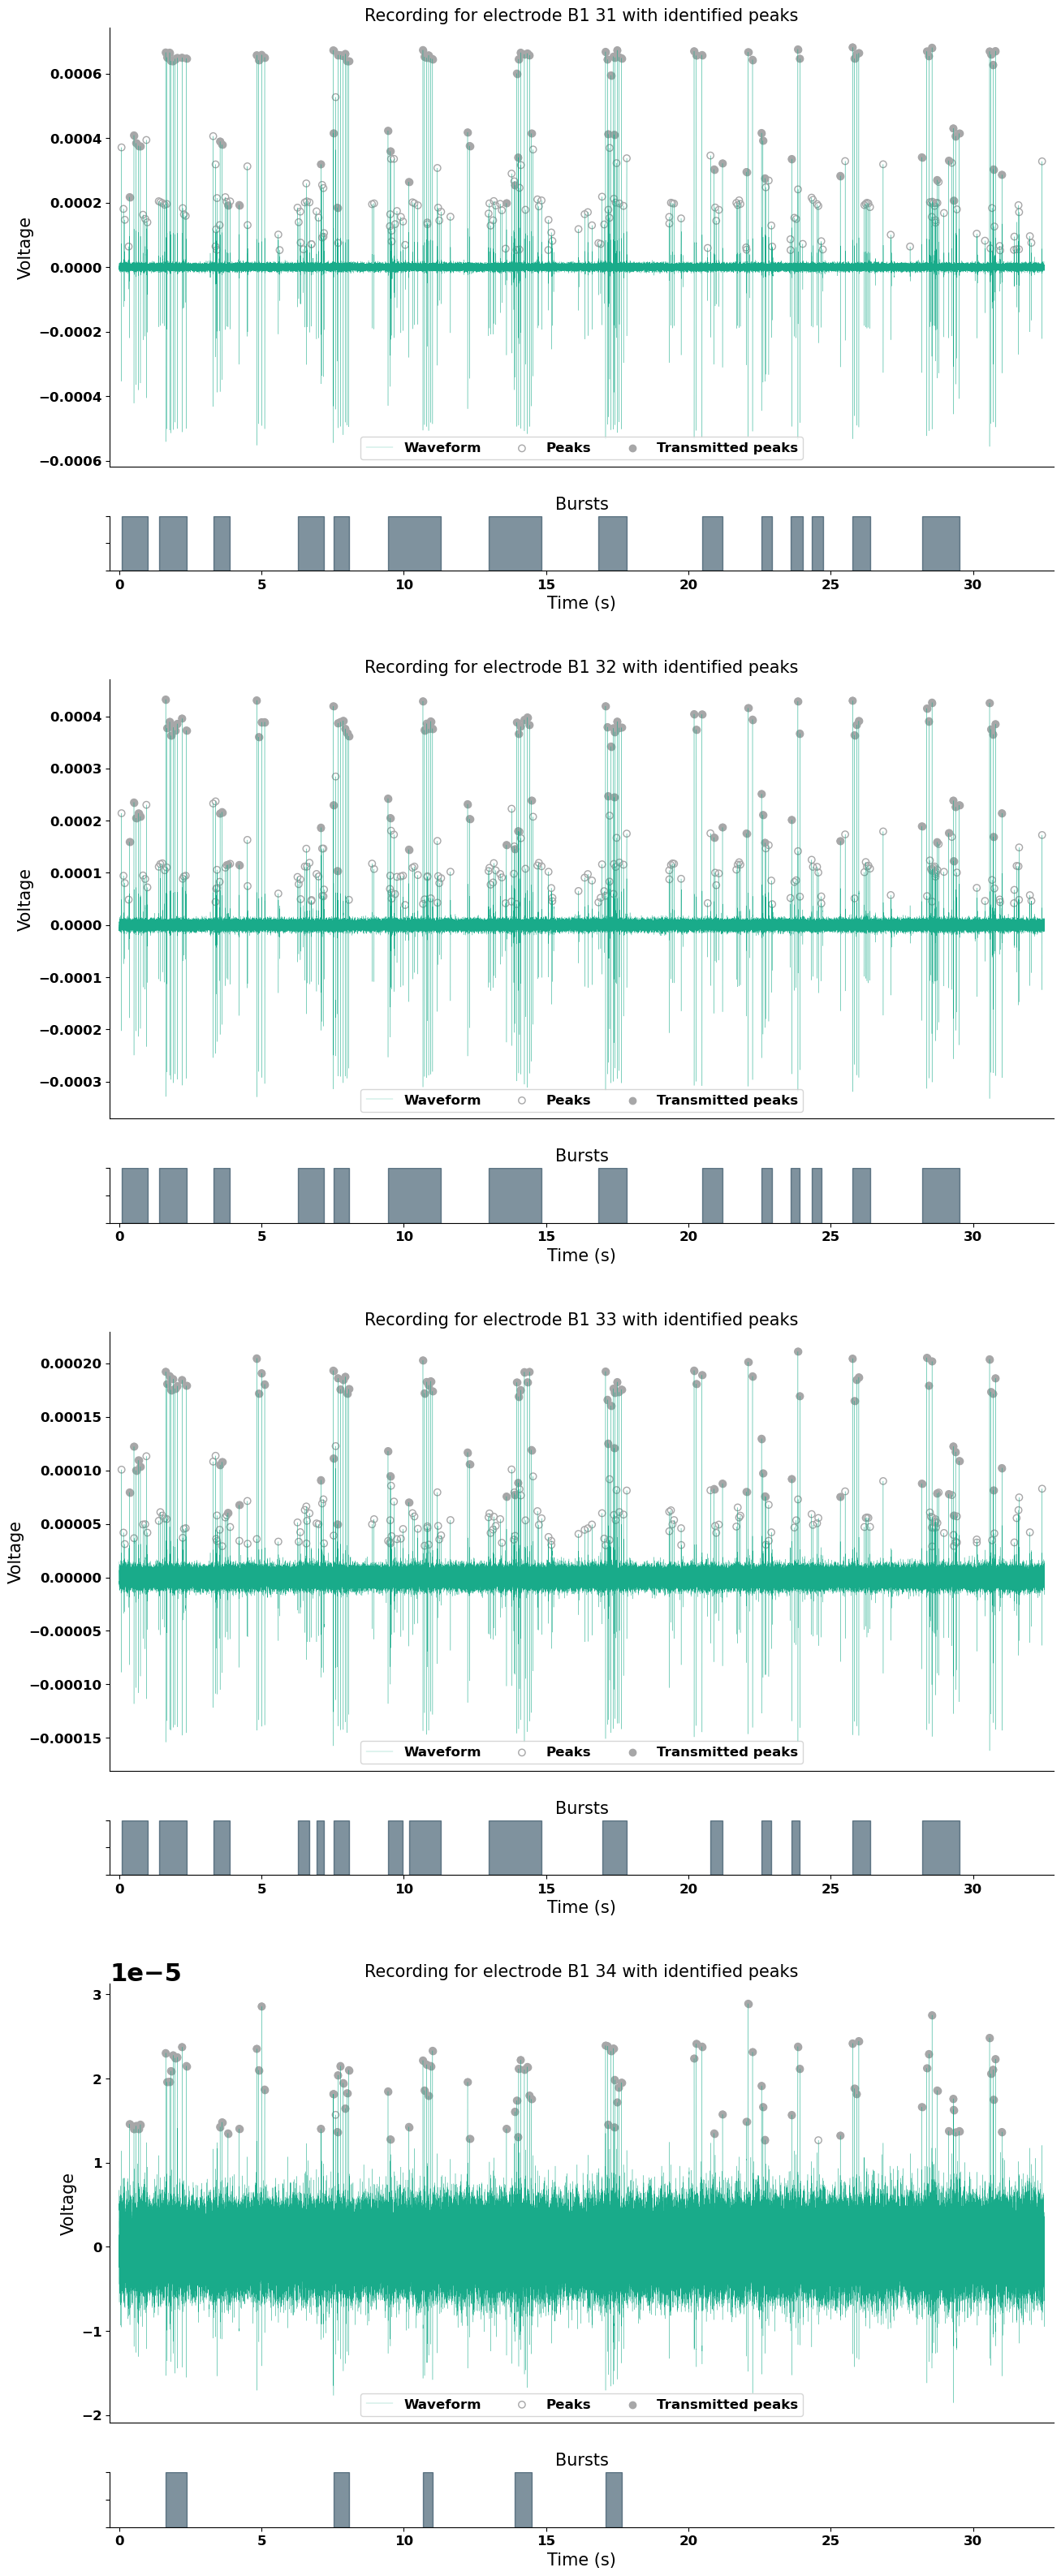 Recording for electrode B1 31 with identified peaks
0.0006
0.0004
0.0002
0.0000
−0.0002
−0.0004
−0.0006
Voltage
Waveform Peaks Transmitted peaks
Bursts
0 5 10 15 20 25 30
Time (s)
Recording for electrode B1 32 with identified peaks
0.0004
0.0003
0.0002
0.0001
0.0000
−0.0001
−0.0002
−0.0003
Voltage
Waveform Peaks Transmitted peaks
Bursts
0 5 10 15 20 25 30
Time (s)
Recording for electrode B1 33 with identified peaks
0.00020
0.00015
0.00010
0.00005
0.00000
−0.00005
−0.00010
−0.00015
Voltage
Waveform Peaks Transmitted peaks
Bursts
0 5 10 15 20 25 30
Time (s)
1e−5
Recording for electrode B1 34 with identified peaks
3
2
1
0
−1
−2
Voltage
Waveform Peaks Transmitted peaks
Bursts
0 5 10 15 20 25 30
Time (s)